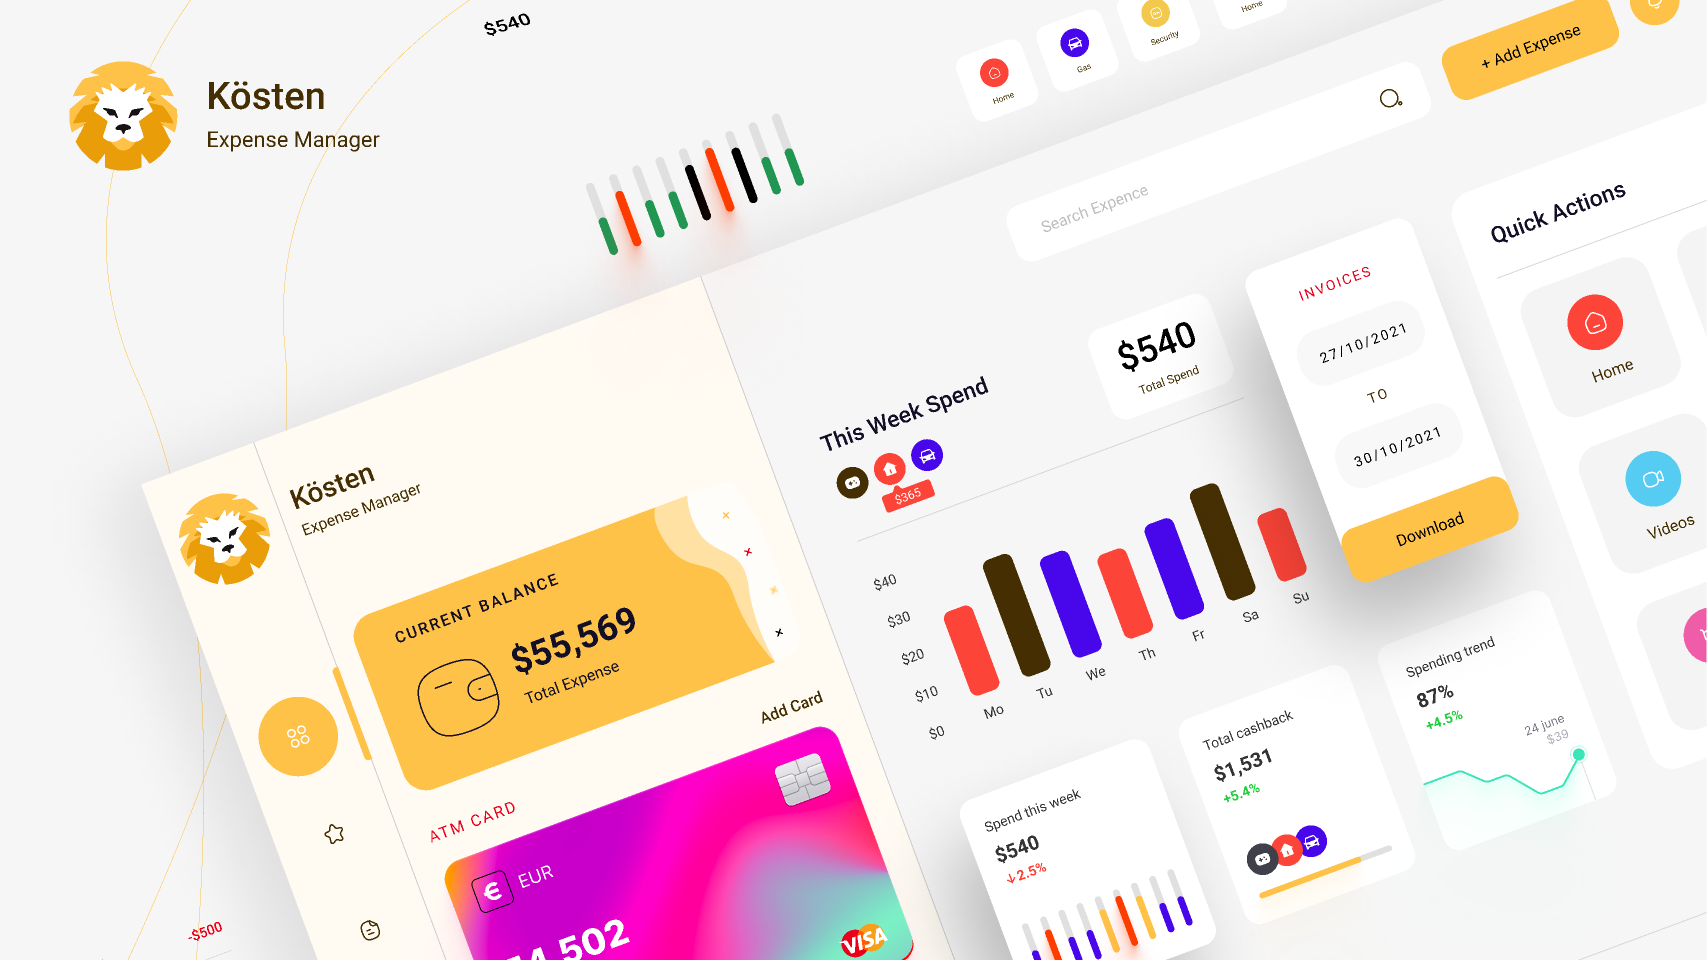 Kösten
Expense Manager
$540
Home
Gas
Security
Home
+ Add Expense
Search Expence
Quick Actions
Home
Videos
INVOICES
27/10/2021
TO
30/10/2021
Download
$540
Total Spend
This Week Spend
$365
$40
$30
$20
$10
$0
Mo
Tu
We
Th
Fr
Sa
Su
Kösten
Expense Manager
CURRENT BALANCE
$55,569
Total Expense
Add Card
ATM CARD
€ EUR
VISA
Spend this week
$540
↓2.5%
Total cashback
$1,531
+5.4%
Spending trend
87%
+4.5%
24 june
$39
-$500